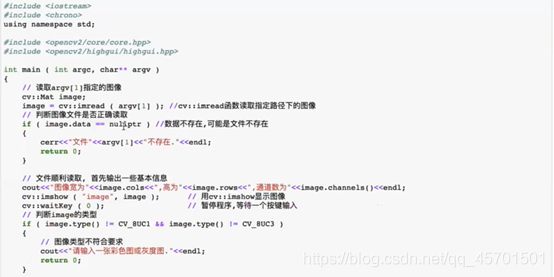 #include <iostream>
#include <chrono>
using namespace std;
#include <opencv2/core/core.hpp>
#include <opencv2/highgui/highgui.hpp>
int main ( int argc, char** argv )
{
// 读取argv[1]指定的图像
cv::Mat image;
image = cv::imread ( argv[1] ); //cv::imread函数读取指定路径下的图像
// 判断图像文件是否正确读取
if ( image.data == nullptr ) //数据不存在,可能是文件不存在
{
cerr<<"文件"<<argv[1]<<"不存在."<<endl;
return 0;
}
// 文件顺利读取, 首先输出一些基本信息
cout<<"图像宽为"<<image.cols<<",高为"<<image.rows<<",通道数为"<<image.channels()<<endl;
cv::imshow ( "image", image ); // 用cv::imshow显示图像
cv::waitKey ( 0 ); // 暂停程序,等待一个按键输入
// 判断image的类型
if ( image.type() != CV_8UC1 && image.type() != CV_8UC3 )
{
// 图像类型不符合要求
cout<<"请输入一张彩色图或灰度图."<<endl;
return 0;
}
https://blog.csdn.net/qq_45701501